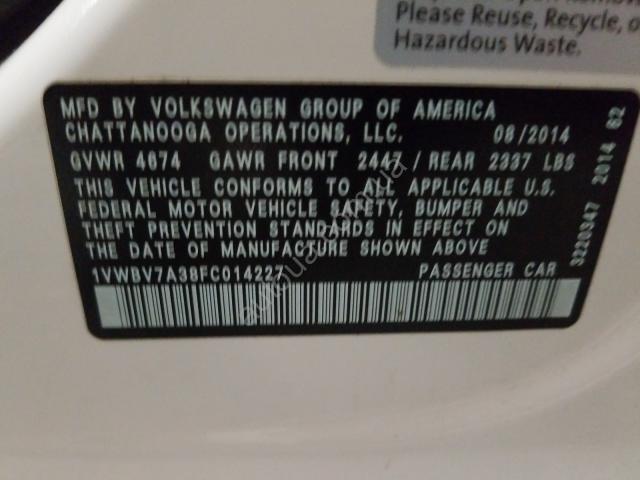 Please Reuse, Recycle, o
Hazardous Waste.
MFD BY VOLKSWAGEN GROUP OF AMERICA
CHATTANOOGA OPERATIONS, LLC. 08/2014
GVWR 4674 GAWR FRONT 2447 / REAR 2337 LBS
THIS VEHICLE CONFORMS TO ALL APPLICABLE U.S.
FEDERAL MOTOR VEHICLE SAFETY, BUMPER AND
THEFT PREVENTION STANDARDS IN EFFECT ON
THE DATE OF MANUFACTURE SHOWN ABOVE
1VWBV7A38FC014227 PASSENGER CAR
3220347 2014 62